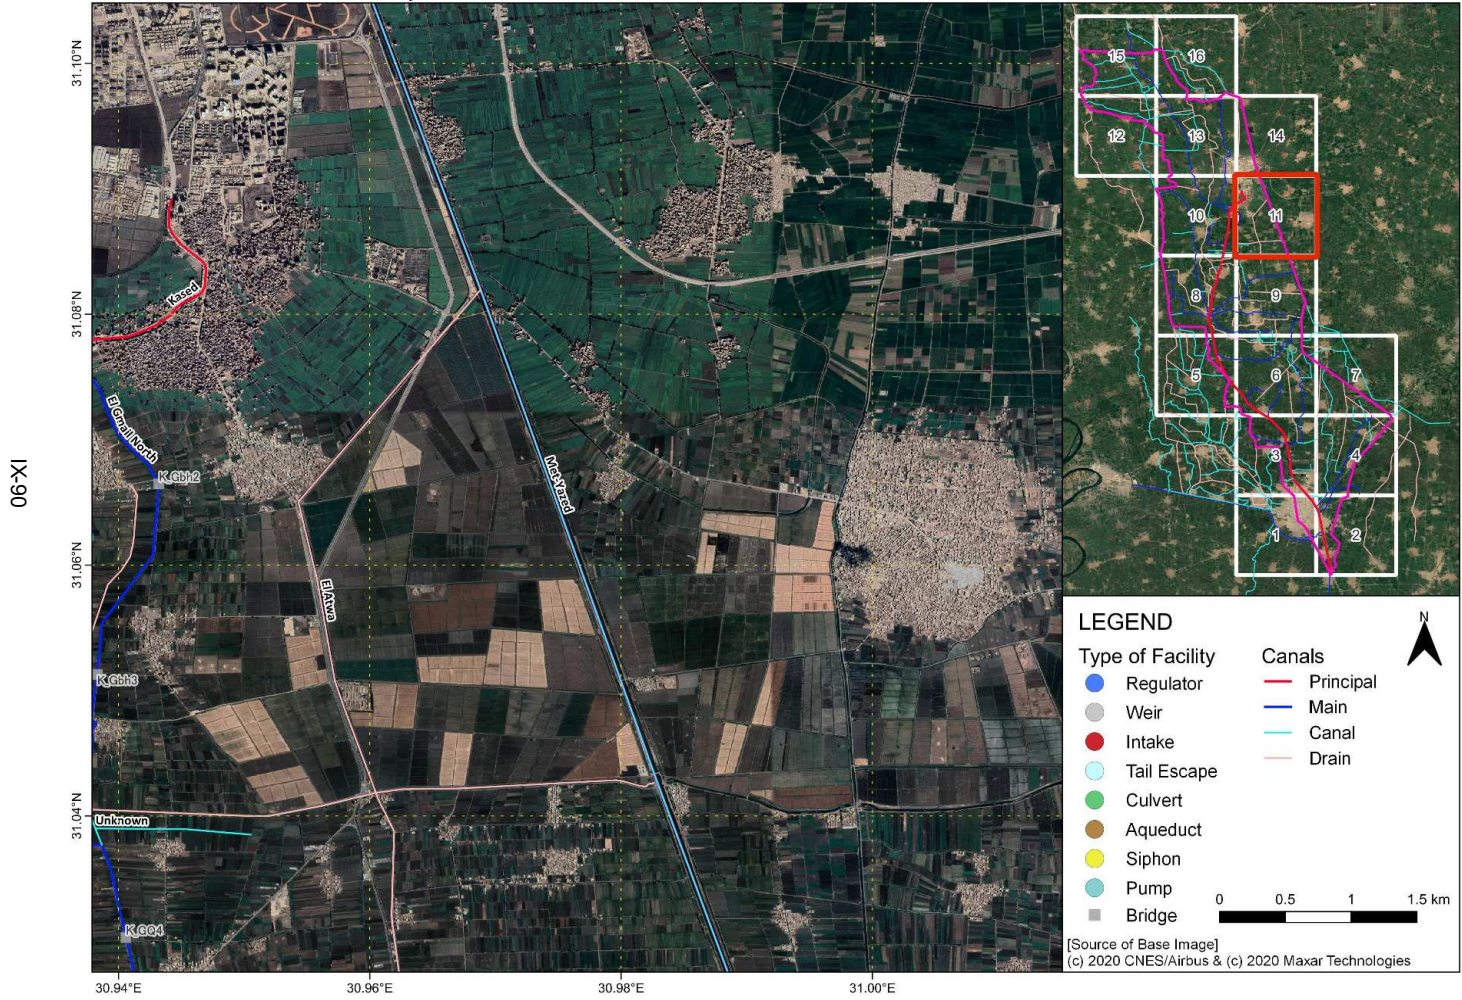 IX-90
31.10°N
31.08°N
31.06°N
31.04°N
30.94°E
30.96°E
30.98°E
31.00°E
Kased
El Gmail North
K_Gbh2
Met-Yazed
El Atwa
K_Gbh3
Unknown
K_GQ4
15
16
12
13
14
10
11
8
9
5
6
7
3
4
1
2
LEGEND
Type of Facility
Regulator
Weir
Intake
Tail Escape
Culvert
Aqueduct
Siphon
Pump
Bridge
Canals
Principal
Main
Canal
Drain
N
0 0.5 1 1.5 km
[Source of Base Image]
(c) 2020 CNES/Airbus & (c) 2020 Maxar Technologies